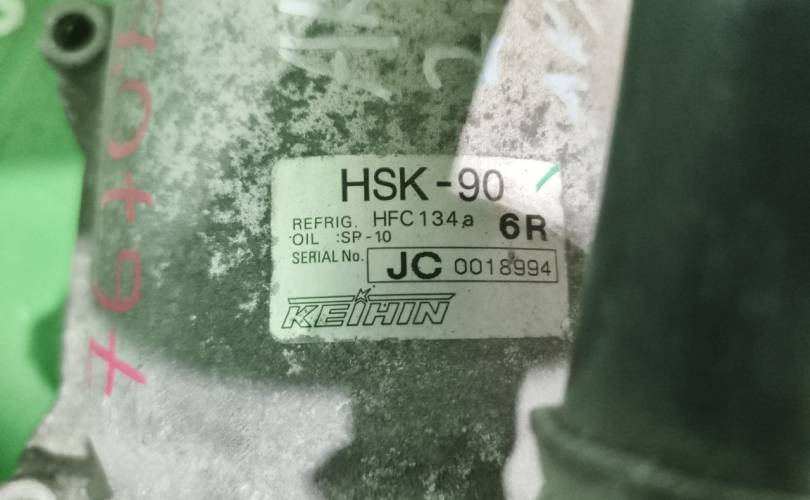 HSK-90
REFRIG. HFC134a 6R
OIL :SP-10
SERIAL No. JC 0018994
KEIHIN